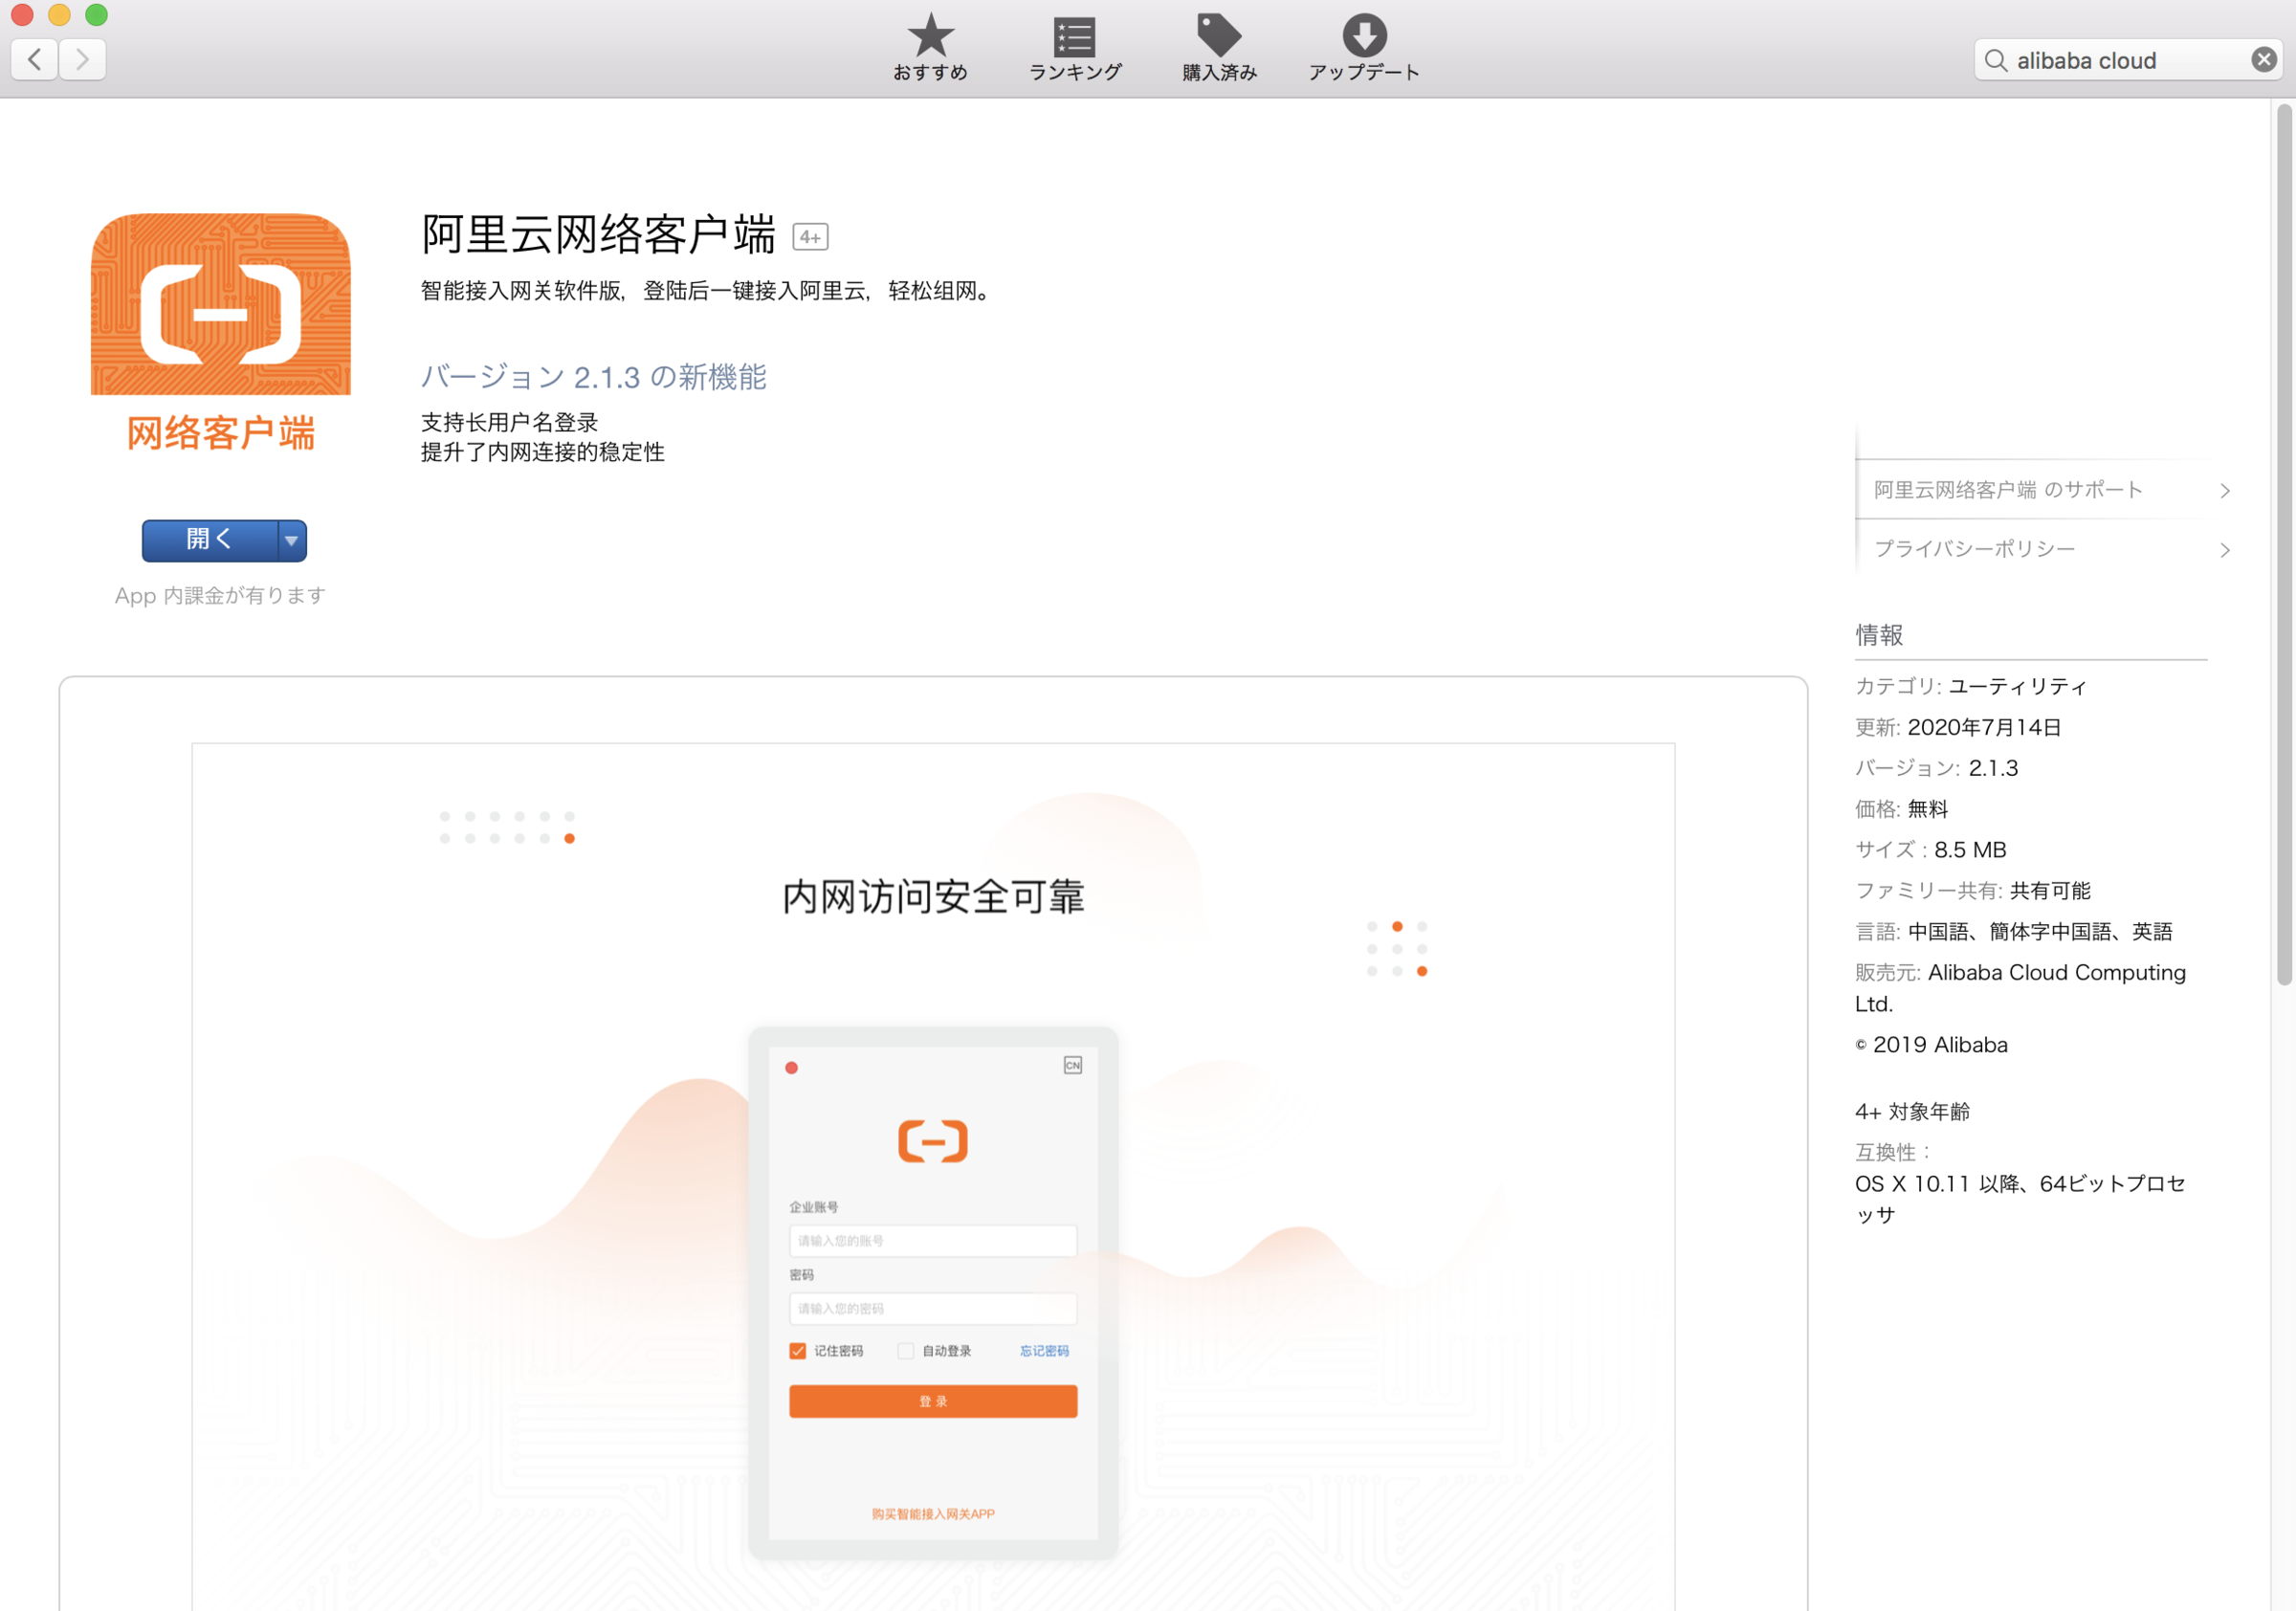 おすすめ
ランキング
購入済み
アップデート
alibaba cloud
阿里云网络客户端 4+
智能接入网关软件版，登陆后一键接入阿里云，轻松组网。
バージョン 2.1.3 の新機能
支持长用户名登录
提升了内网连接的稳定性
网络客户端
開く
App 内課金が有ります
阿里云网络客户端 のサポート
プライバシーポリシー
情報
カテゴリ: ユーティリティ
更新: 2020年7月14日
バージョン: 2.1.3
価格: 無料
サイズ : 8.5 MB
ファミリー共有: 共有可能
言語: 中国語、簡体字中国語、英語
販売元: Alibaba Cloud Computing
Ltd.
© 2019 Alibaba
4+ 対象年齢
互換性 :
OS X 10.11 以降、64ビットプロセ
ッサ
内网访问安全可靠
CN
企业账号
请输入您的账号
密码
请输入您的密码
记住密码
自动登录
忘记密码
登 录
购买智能接入网关APP